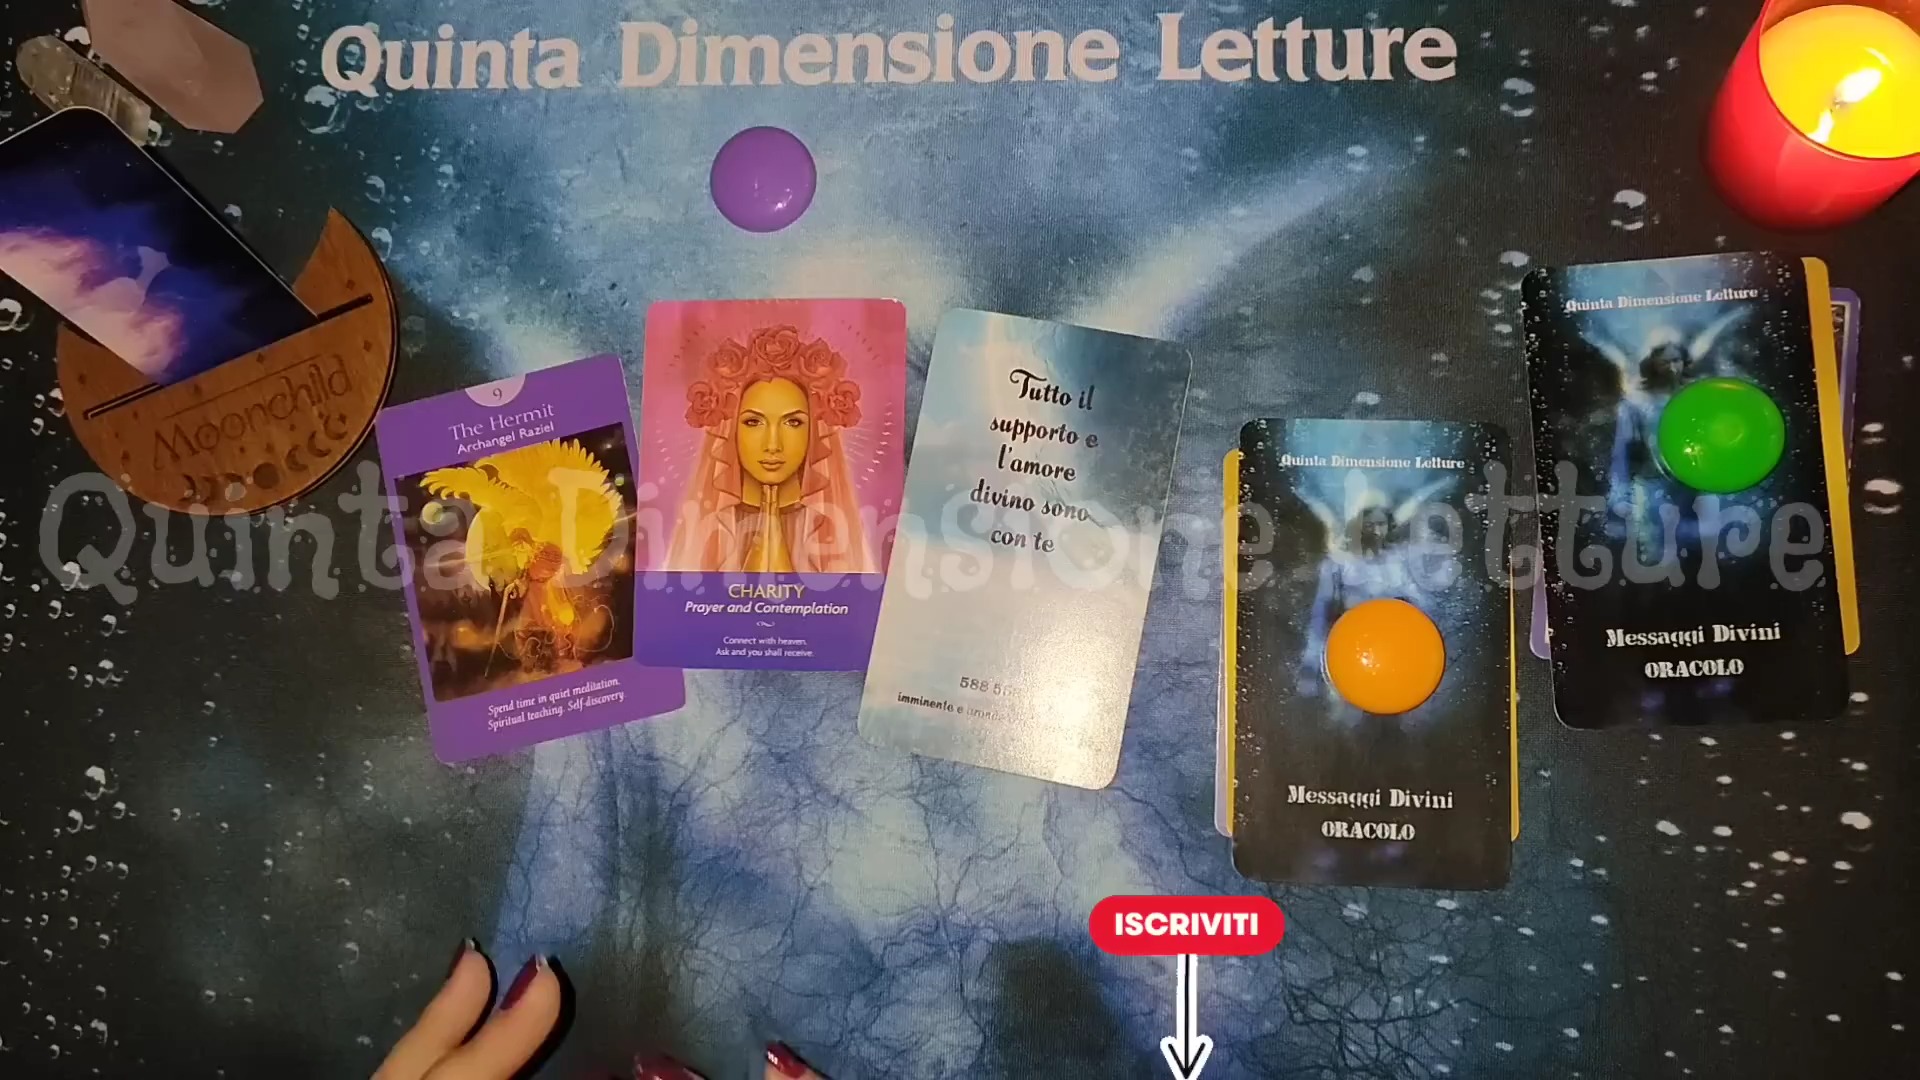 Quinta Dimensione Letture
Moonchild
9
The Hermit
Archangel Raziel
Spend time in quiet meditation.
Spiritual teaching. Self-discovery.
CHARITY
Prayer and Contemplation
Connect with heaven.
Ask and you shall receive.
Tutto il
supporto e
l'amore
divino sono
con te
588
imminente e
Quinta Dimensione Letture
Messaggi Divini
ORACOLO
Quinta Dimensione Letture
Messaggi Divini
ORACOLO
Quinta Dimensione Letture
ISCRIVITI